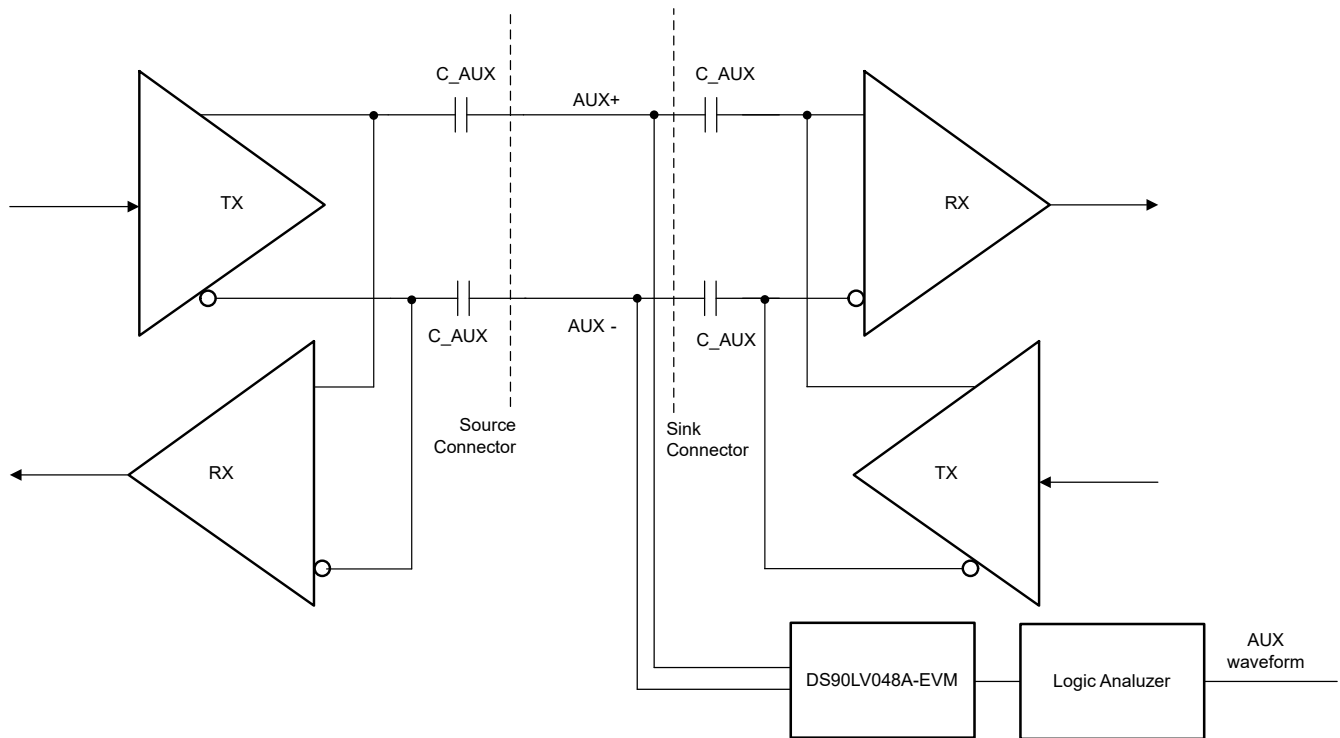 C_AUX
C_AUX
AUX+
TX
RX
C_AUX
AUX -
C_AUX
Source
Connector
Sink
Connector
RX
TX
DS90LV048A-EVM
Logic Analuzer
AUX
waveform